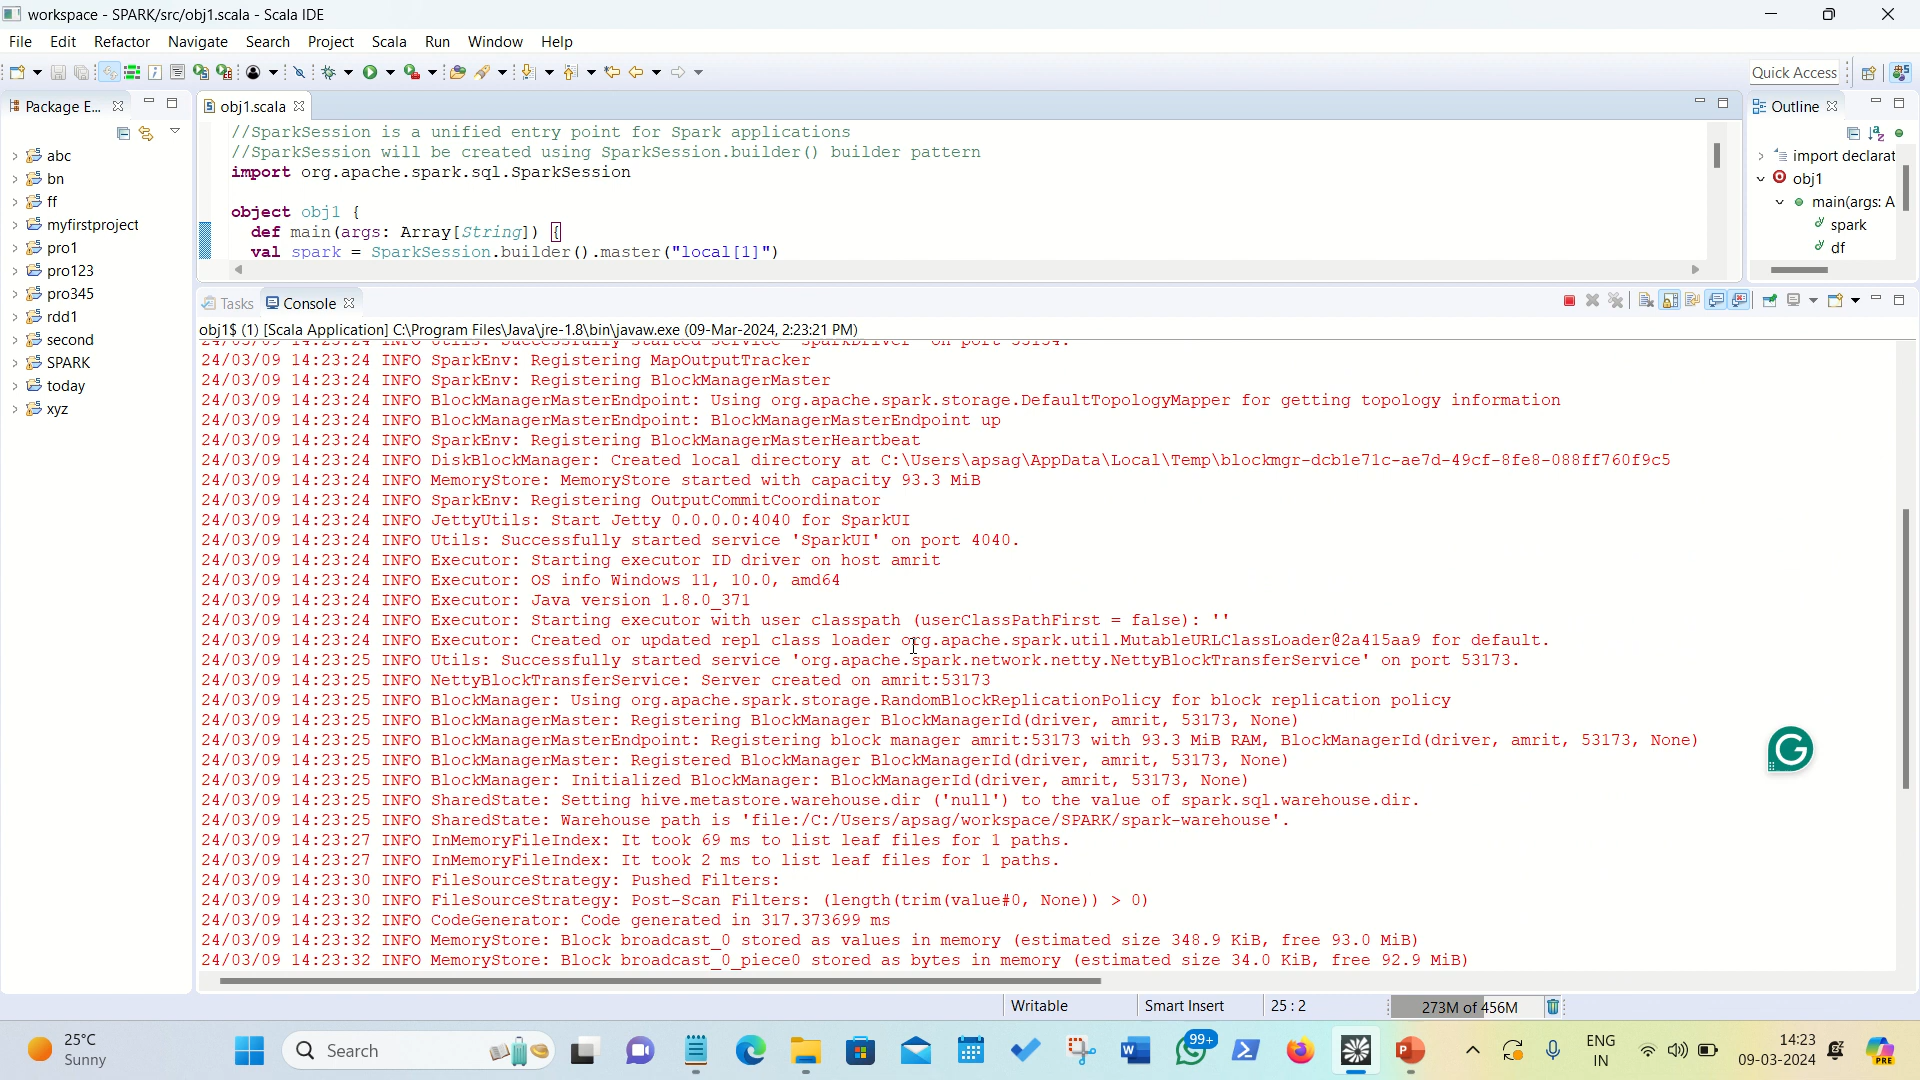 workspace - SPARK/src/obj1.scala - Scala IDE
File Edit Refactor Navigate Search Project Scala Run Window Help
Quick Access
Package E...
obj1.scala
Outline
abc
bn
ff
myfirstproject
pro1
pro123
pro345
rdd1
second
SPARK
today
xyz
//SparkSession is a unified entry point for Spark applications
//SparkSession will be created using SparkSession.builder() builder pattern
import org.apache.spark.sql.SparkSession
object obj1 {
def main(args: Array[String]) {
val spark = SparkSession.builder().master("local[1]")
import declarat
obj1
main(args: A
spark
df
Tasks Console
obj1$ (1) [Scala Application] C:\Program Files\Java\jre-1.8\bin\javaw.exe (09-Mar-2024, 2:23:21 PM)
24/03/09 14:23:24 INFO Utils: Successfully started service 'sparkDriver' on port
24/03/09 14:23:24 INFO SparkEnv: Registering MapOutputTracker
24/03/09 14:23:24 INFO SparkEnv: Registering BlockManagerMaster
24/03/09 14:23:24 INFO BlockManagerMasterEndpoint: Using org.apache.spark.storage.DefaultTopologyMapper for getting topology information
24/03/09 14:23:24 INFO BlockManagerMasterEndpoint: BlockManagerMasterEndpoint up
24/03/09 14:23:24 INFO SparkEnv: Registering BlockManagerMasterHeartbeat
24/03/09 14:23:24 INFO DiskBlockManager: Created local directory at C:\Users\apsag\AppData\Local\Temp\blockmgr-dcb1e71c-ae7d-49cf-8fe8-088ff760f9c5
24/03/09 14:23:24 INFO MemoryStore: MemoryStore started with capacity 93.3 MiB
24/03/09 14:23:24 INFO SparkEnv: Registering OutputCommitCoordinator
24/03/09 14:23:24 INFO JettyUtils: Start Jetty 0.0.0.0:4040 for SparkUI
24/03/09 14:23:24 INFO Utils: Successfully started service 'SparkUI' on port 4040.
24/03/09 14:23:24 INFO Executor: Starting executor ID driver on host amrit
24/03/09 14:23:24 INFO Executor: OS info Windows 11, 10.0, amd64
24/03/09 14:23:24 INFO Executor: Java version 1.8.0_371
24/03/09 14:23:24 INFO Executor: Starting executor with user classpath (userClassPathFirst = false): ''
24/03/09 14:23:24 INFO Executor: Created or updated repl class loader org.apache.spark.util.MutableURLClassLoader@2a415aa9 for default.
24/03/09 14:23:25 INFO Utils: Successfully started service 'org.apache.spark.network.netty.NettyBlockTransferService' on port 53173.
24/03/09 14:23:25 INFO NettyBlockTransferService: Server created on amrit:53173
24/03/09 14:23:25 INFO BlockManager: Using org.apache.spark.storage.RandomBlockReplicationPolicy for block replication policy
24/03/09 14:23:25 INFO BlockManagerMaster: Registering BlockManager BlockManagerId(driver, amrit, 53173, None)
24/03/09 14:23:25 INFO BlockManagerMasterEndpoint: Registering block manager amrit:53173 with 93.3 MiB RAM, BlockManagerId(driver, amrit, 53173, None)
24/03/09 14:23:25 INFO BlockManagerMaster: Registered BlockManager BlockManagerId(driver, amrit, 53173, None)
24/03/09 14:23:25 INFO BlockManager: Initialized BlockManager: BlockManagerId(driver, amrit, 53173, None)
24/03/09 14:23:25 INFO SharedState: Setting hive.metastore.warehouse.dir ('null') to the value of spark.sql.warehouse.dir.
24/03/09 14:23:25 INFO SharedState: Warehouse path is 'file:/C:/Users/apsag/workspace/SPARK/spark-warehouse'.
24/03/09 14:23:27 INFO InMemoryFileIndex: It took 69 ms to list leaf files for 1 paths.
24/03/09 14:23:27 INFO InMemoryFileIndex: It took 2 ms to list leaf files for 1 paths.
24/03/09 14:23:30 INFO FileSourceStrategy: Pushed Filters:
24/03/09 14:23:30 INFO FileSourceStrategy: Post-Scan Filters: (length(trim(value#0, None)) > 0)
24/03/09 14:23:32 INFO CodeGenerator: Code generated in 317.373699 ms
24/03/09 14:23:32 INFO MemoryStore: Block broadcast_0 stored as values in memory (estimated size 348.9 KiB, free 93.0 MiB)
24/03/09 14:23:32 INFO MemoryStore: Block broadcast_0_piece0 stored as bytes in memory (estimated size 34.0 KiB, free 92.9 MiB)
Writable Smart Insert 25 : 2 273M of 456M
25°C
Sunny
Search
99+
ENG
IN
14:23
09-03-2024
PRE